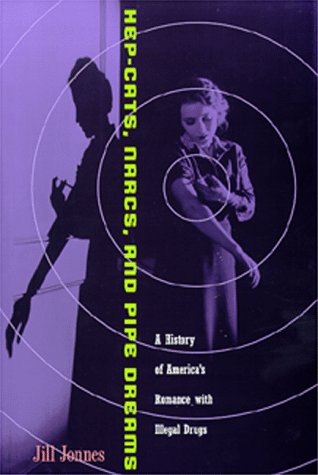 HEP-CATS, NARCS, AND PIPE DREAMS
A History
of America's
Romance with
Illegal Drugs
Jill Jonnes